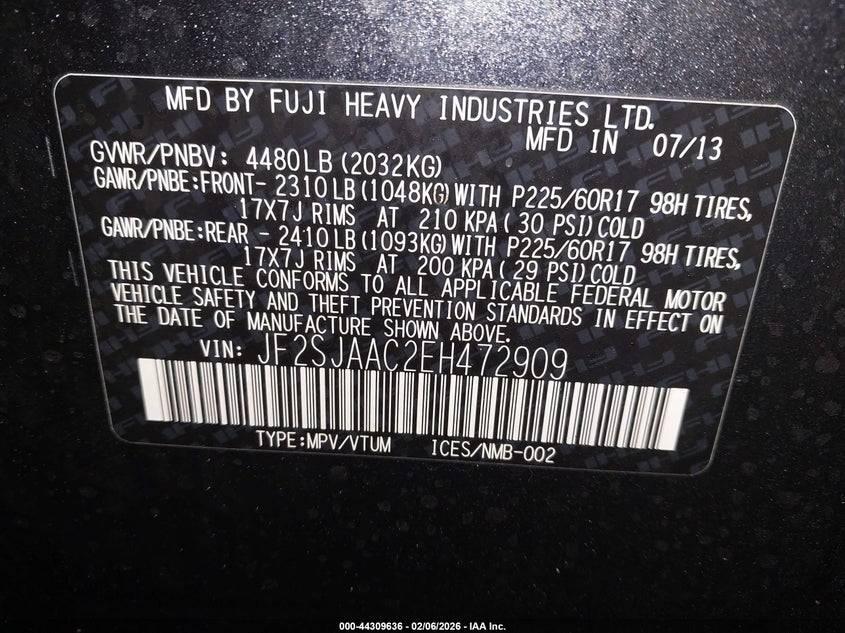 MFD BY FUJI HEAVY INDUSTRIES LTD.
MFD IN 07/13
GVWR/PNBV: 4480LB(2032KG)
GAWR/PNBE:FRONT- 2310LB(1048KG)WITH P225/60R17 98H TIRES,
17X7J RIMS AT 210 KPA(30 PSI)COLD
GAWR/PNBE:REAR - 2410LB(1093KG)WITH P225/60R17 98H TIRES,
17X7J RIMS AT 200 KPA(29 PSI)COLD
THIS VEHICLE CONFORMS TO ALL APPLICABLE FEDERAL MOTOR
VEHICLE SAFETY AND THEFT PREVENTION STANDARDS IN EFFECT ON
THE DATE OF MANUFACTURE SHOWN ABOVE.
VIN: JF2SJAAC2EH472909
TYPE:MPV/VTUM ICES/NMB-002
000-44309636 - 02/06/2026 - IAA Inc.